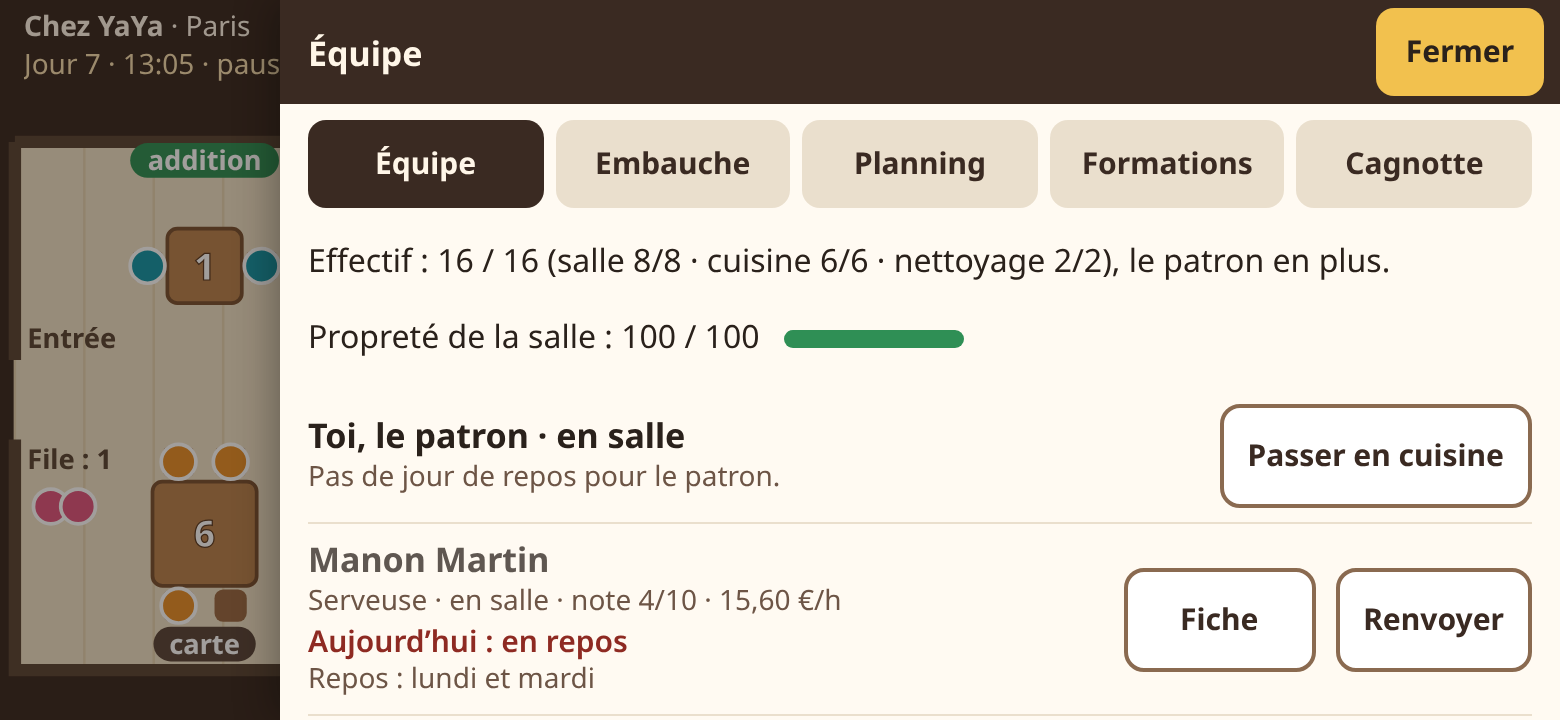 Chez YaYa · Paris
Jour 7 · 13:05 · paus
addition
1
Entrée
File : 1
6
carte
Équipe
Fermer
Équipe
Embauche
Planning
Formations
Cagnotte
Effectif : 16 / 16 (salle 8/8 · cuisine 6/6 · nettoyage 2/2), le patron en plus.
Propreté de la salle : 100 / 100
Toi, le patron · en salle
Pas de jour de repos pour le patron.
Passer en cuisine
Manon Martin
Serveuse · en salle · note 4/10 · 15,60 €/h
Aujourd’hui : en repos
Repos : lundi et mardi
Fiche
Renvoyer